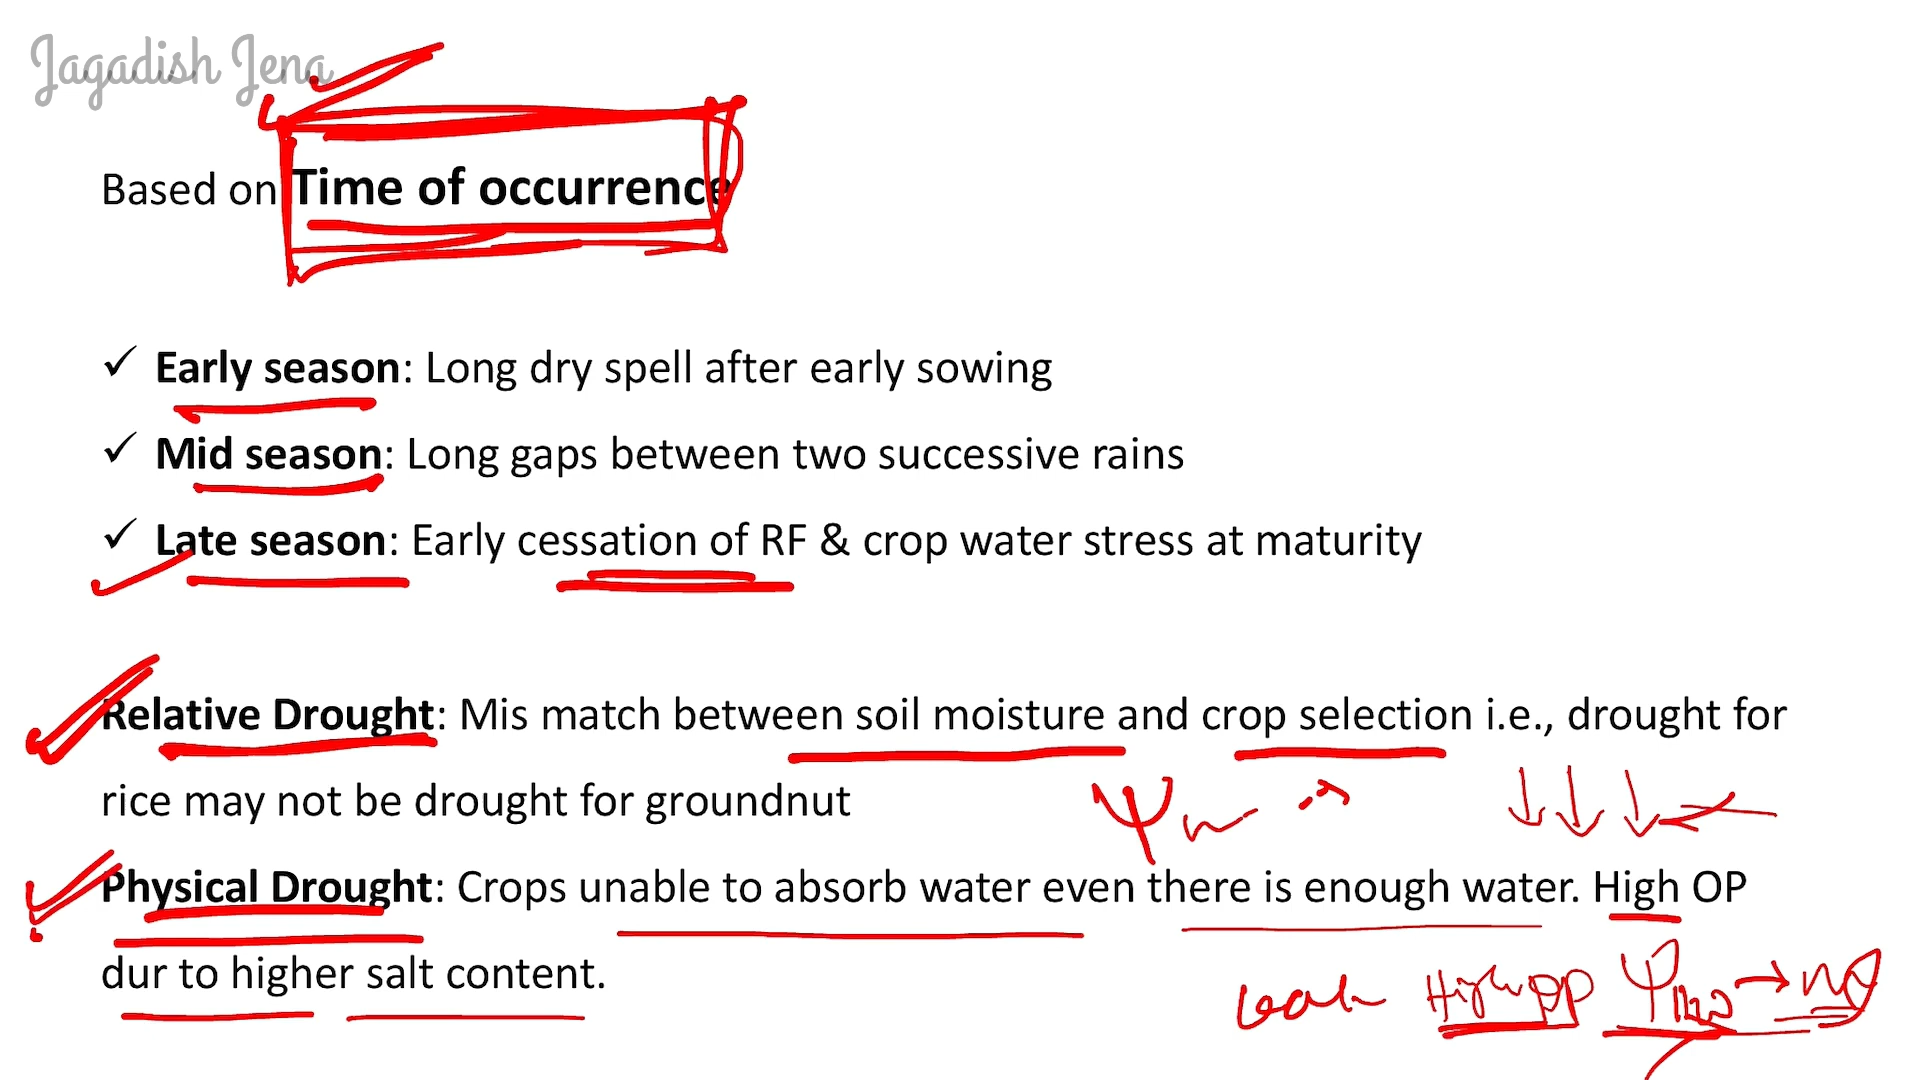 Jagadish Jena
Based on Time of occurrence
✓ Early season: Long dry spell after early sowing
✓ Mid season: Long gaps between two successive rains
✓ Late season: Early cessation of RF & crop water stress at maturity
Relative Drought: Mis match between soil moisture and crop selection i.e., drought for
rice may not be drought for groundnut
Physical Drought: Crops unable to absorb water even there is enough water. High OP
dur to higher salt content.
High OP